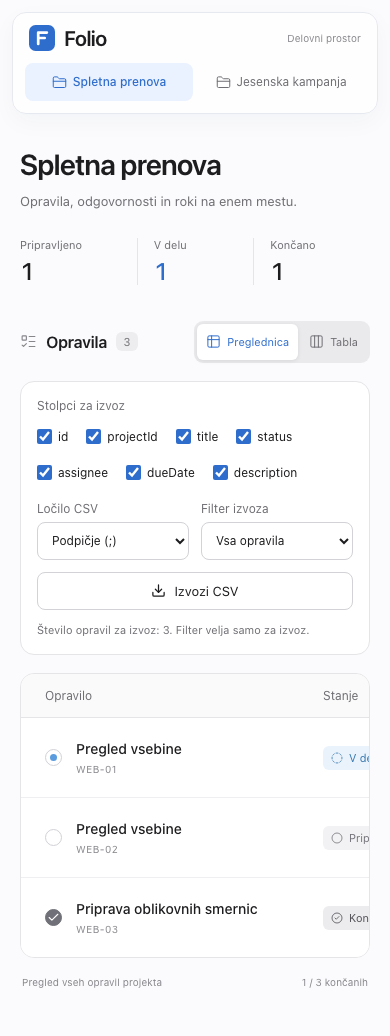 Folio
Delovni prostor
Spletna prenova
Jesenska kampanja
Spletna prenova
Opravila, odgovornosti in roki na enem mestu.
Pripravljeno
V delu
Končano
1
1
1
Opravila 3
Preglednica
Tabla
Stolpci za izvoz
id projectId title status
assignee dueDate description
Ločilo CSV
Filter izvoza
Podpičje (;)
Vsa opravila
Izvozi CSV
Število opravil za izvoz: 3. Filter velja samo za izvoz.
Opravilo
Stanje
Pregled vsebine
WEB-01
V de
Pregled vsebine
WEB-02
Prip
Priprava oblikovnih smernic
WEB-03
Kon
Pregled vseh opravil projekta
1 / 3 končanih